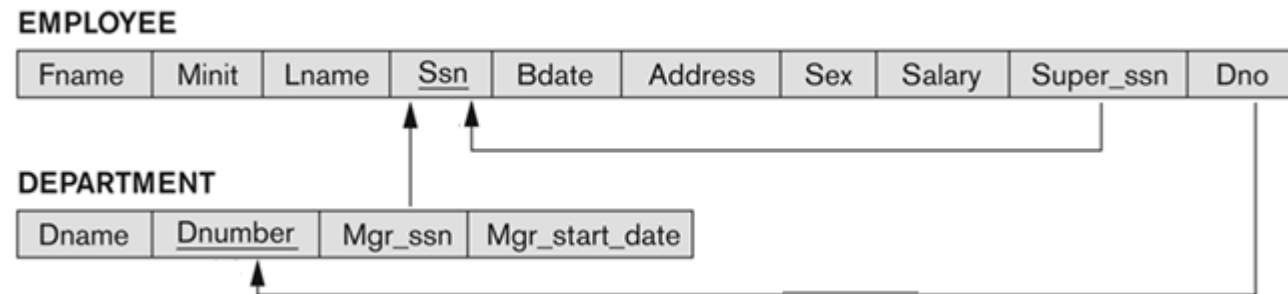 EMPLOYEE
Fname Minit Lname Ssn Bdate Address Sex Salary Super_ssn Dno
DEPARTMENT
Dname Dnumber Mgr_ssn Mgr_start_date